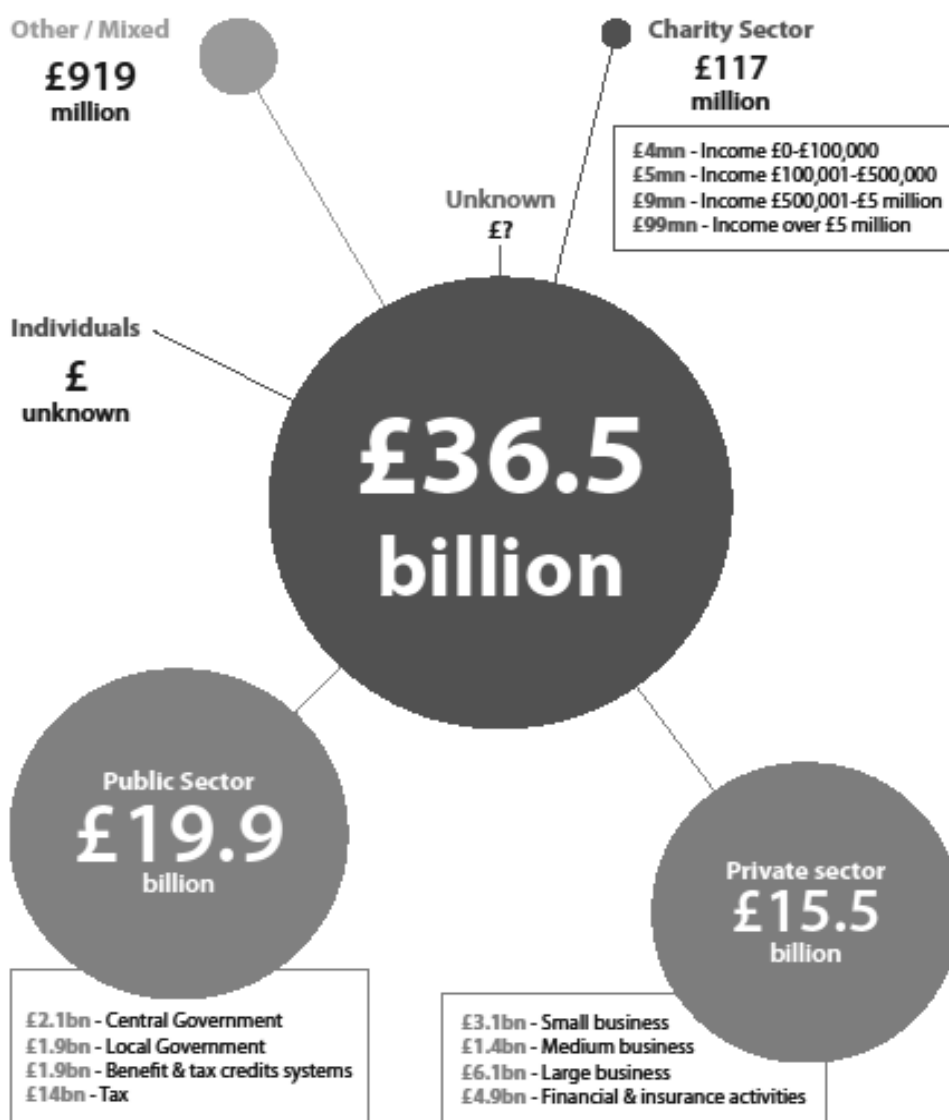 Other / Mixed
£919
million
Charity Sector
£117
million
£4mn - Income £0-£100,000
£5mn - Income £100,001-£500,000
£9mn - Income £500,001-£5 million
£99mn - Income over £5 million
Unknown
£?
Individuals
£
unknown
£36.5
billion
Public Sector
£19.9
billion
£2.1bn - Central Government
£1.9bn - Local Government
£1.9bn - Benefit & tax credits systems
£14bn - Tax
Private sector
£15.5
billion
£3.1bn - Small business
£1.4bn - Medium business
£6.1bn - Large business
£4.9bn - Financial & insurance activities